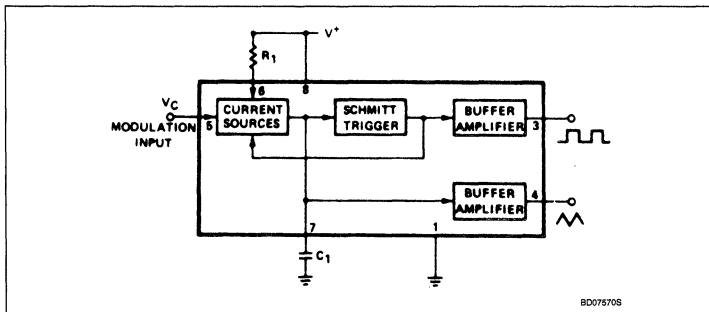 V+
R1
6
8
VC
MODULATION
INPUT
5
CURRENT
SOURCES
SCHMITT
TRIGGER
BUFFER
AMPLIFIER
3
BUFFER
AMPLIFIER
4
7
1
C1
BD07570S